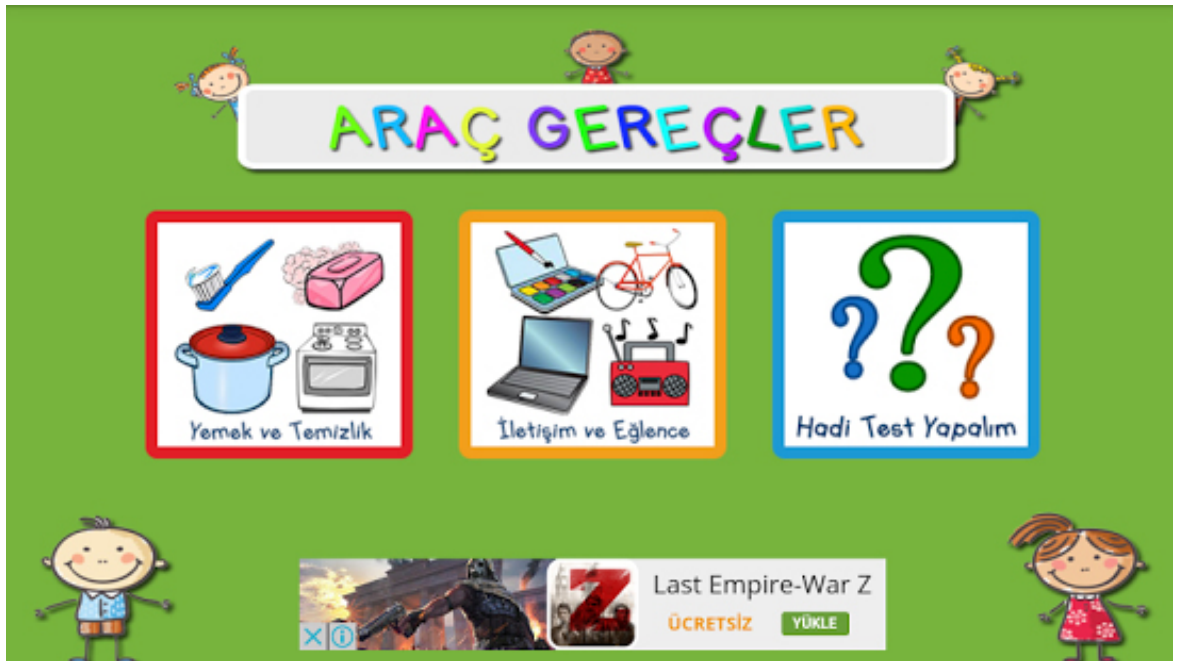 ARAÇ GEREÇLER
Yemek ve Temizlik
İletişim ve Eğlence
Hadi Test Yapalım
Z
Last Empire-War Z
ÜCRETSİZ
YÜKLE